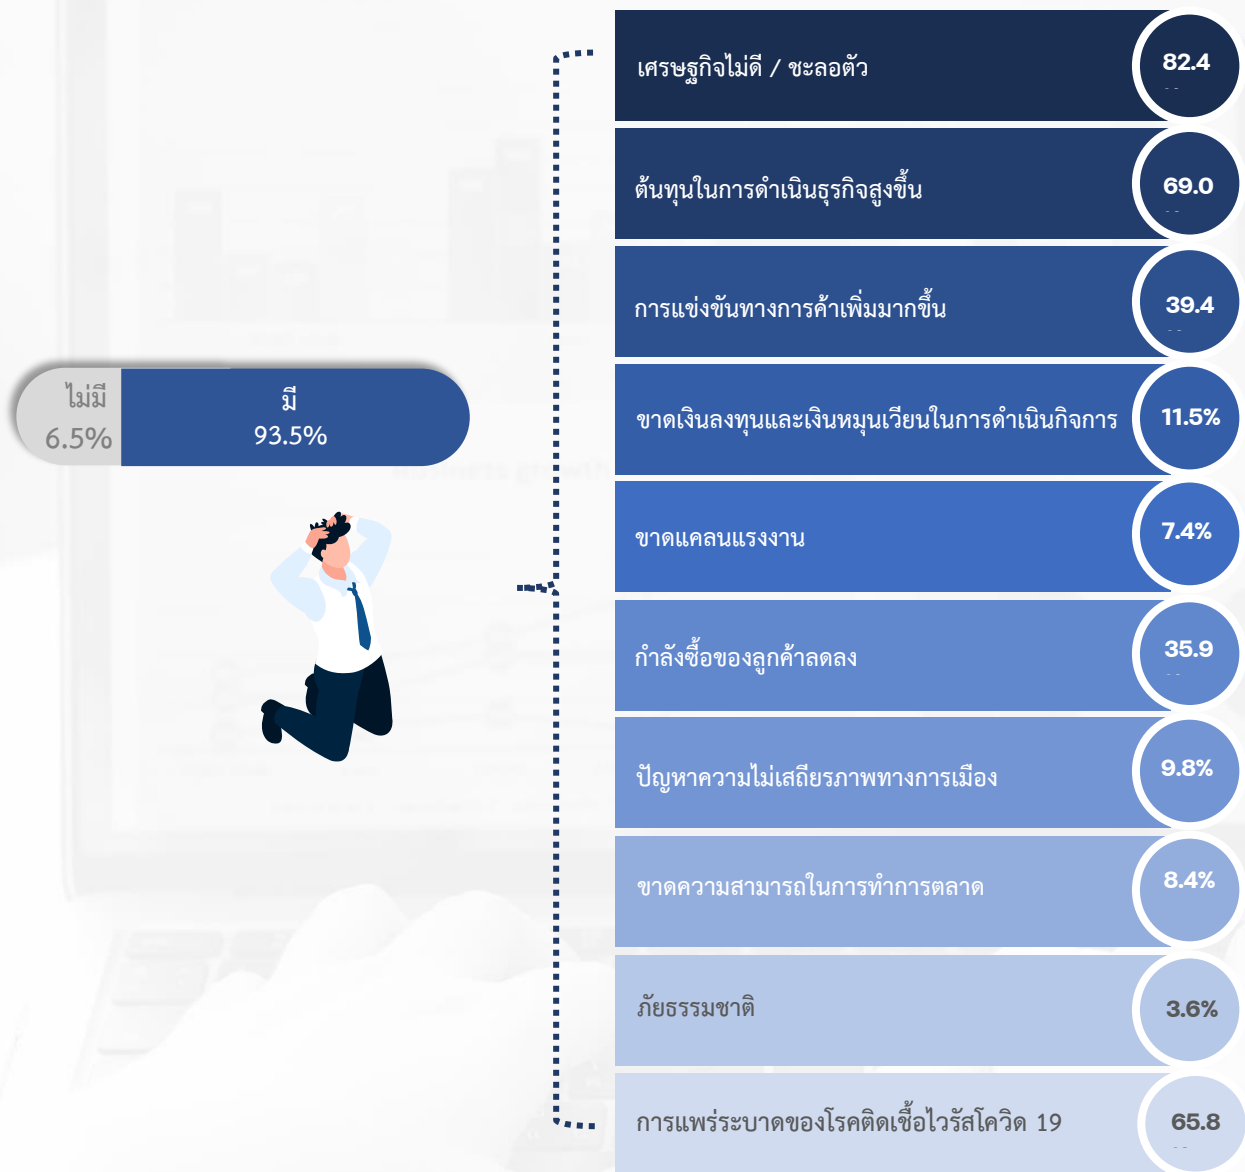 ไม่มี
6.5%
มี
93.5%
เศรษฐกิจไม่ดี / ชะลอตัว
82.4
ต้นทุนในการดำเนินธุรกิจสูงขึ้น
69.0
การแข่งขันทางการค้าเพิ่มมากขึ้น
39.4
ขาดเงินลงทุนและเงินหมุนเวียนในการดำเนินกิจการ
11.5%
ขาดแคลนแรงงาน
7.4%
กำลังซื้อของลูกค้าลดลง
35.9
ปัญหาความไม่เสถียรภาพทางการเมือง
9.8%
ขาดความสามารถในการทำการตลาด
8.4%
ภัยธรรมชาติ
3.6%
การแพร่ระบาดของโรคติดเชื้อไวรัสโควิด 19
65.8